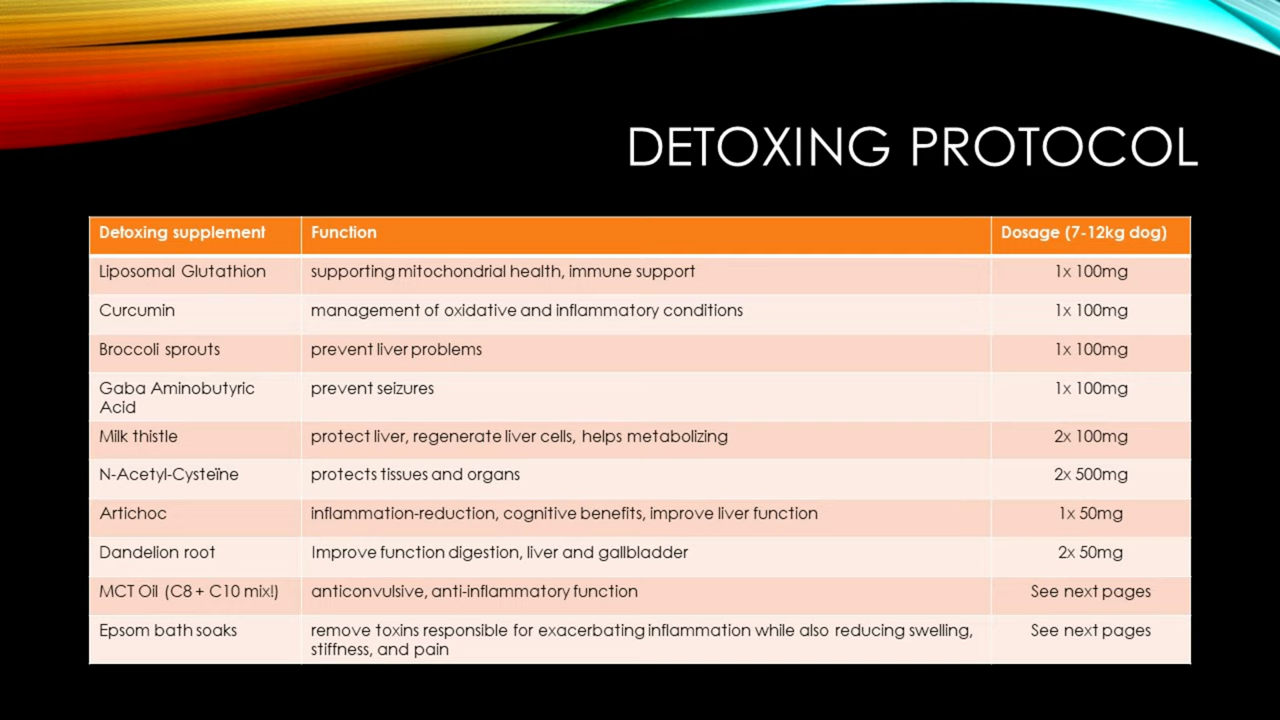 DETOXING PROTOCOL
Detoxing supplement Function Dosage (7-12kg dog)
Liposomal Glutathion supporting mitochondrial health, immune support 1x 100mg
Curcumin management of oxidative and inflammatory conditions 1x 100mg
Broccoli sprouts prevent liver problems 1x 100mg
Gaba Aminobutyric prevent seizures 1x 100mg
Acid
Milk thistle protect liver, regenerate liver cells, helps metabolizing 2x 100mg
N-Acetyl-Cysteïne protects tissues and organs 2x 500mg
Artichoc inflammation-reduction, cognitive benefits, improve liver function 1x 50mg
Dandelion root Improve function digestion, liver and gallbladder 2x 50mg
MCT Oil (C8 + C10 mix!) anticonvulsive, anti-inflammatory function See next pages
Epsom bath soaks remove toxins responsible for exacerbating inflammation while also reducing swelling, See next pages
stiffness, and pain